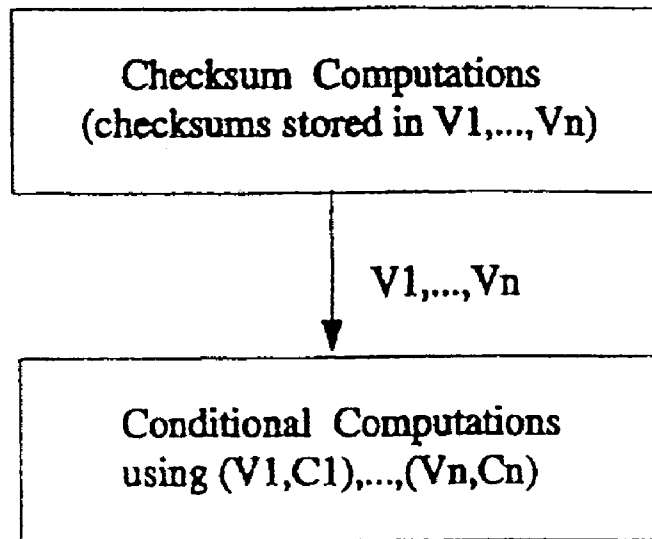 Checksum Computations
(checksums stored in V1,...,Vn)
V1,...,Vn
Conditional Computations
using (V1,C1),...,(Vn,Cn)